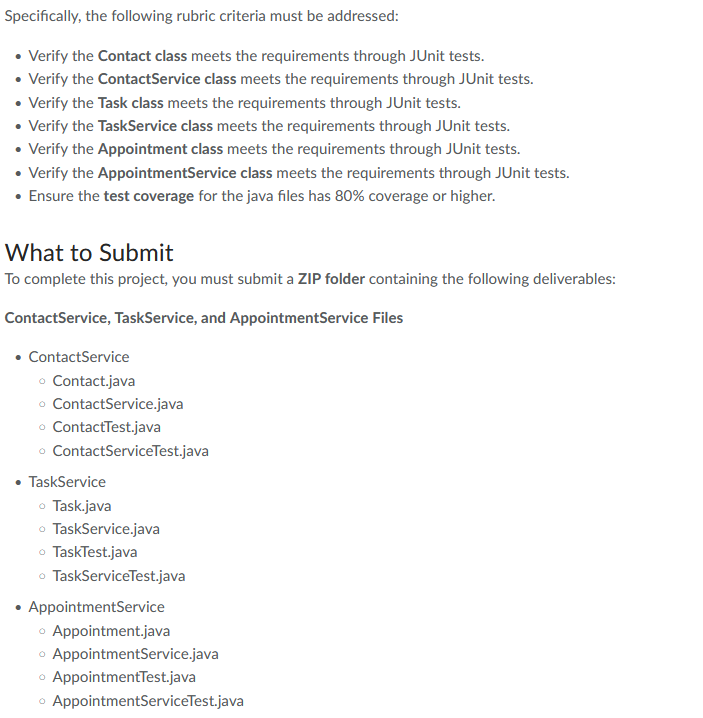 Specifically, the following rubric criteria must be addressed:
• Verify the Contact class meets the requirements through JUnit tests.
• Verify the ContactService class meets the requirements through JUnit tests.
• Verify the Task class meets the requirements through JUnit tests.
• Verify the TaskService class meets the requirements through JUnit tests.
• Verify the Appointment class meets the requirements through JUnit tests.
• Verify the AppointmentService class meets the requirements through JUnit tests.
• Ensure the test coverage for the java files has 80% coverage or higher.
What to Submit
To complete this project, you must submit a ZIP folder containing the following deliverables:
ContactService, TaskService, and AppointmentService Files
• ContactService
○ Contact.java
○ ContactService.java
○ ContactTest.java
○ ContactServiceTest.java
• TaskService
○ Task.java
○ TaskService.java
○ TaskTest.java
○ TaskServiceTest.java
• AppointmentService
○ Appointment.java
○ AppointmentService.java
○ AppointmentTest.java
○ AppointmentServiceTest.java